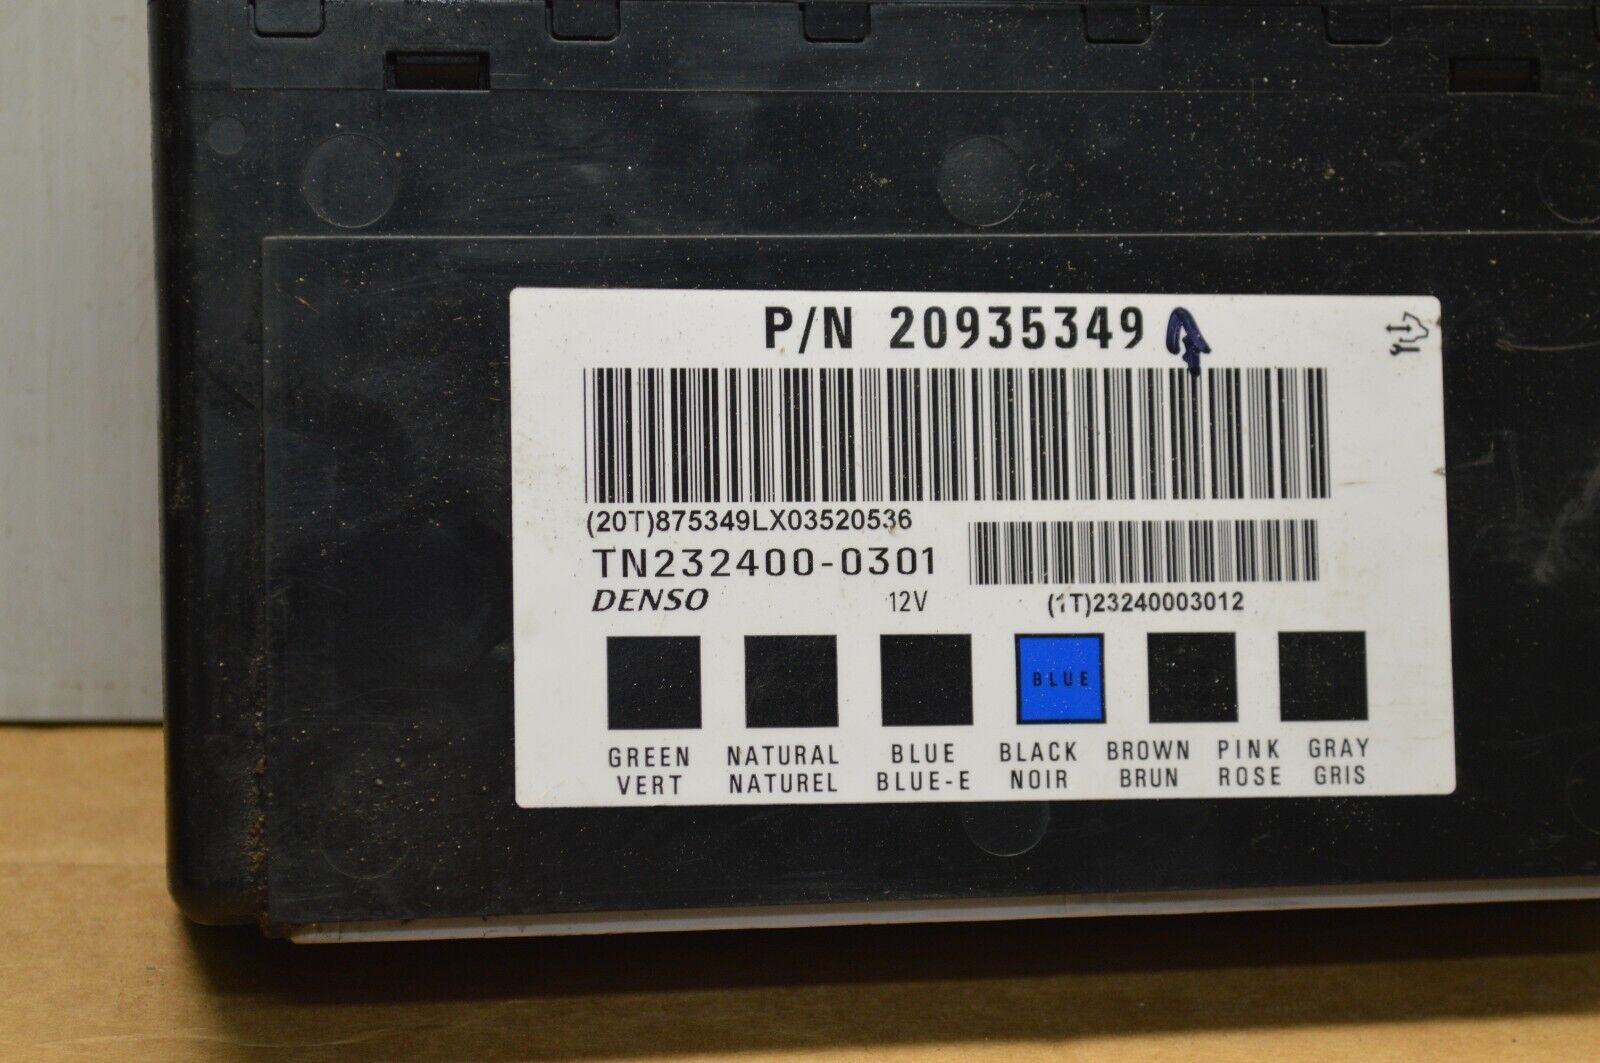 P/N 20935349
(20T)875349LX03520536
TN232400-0301
DENSO 12V (1T)23240003012
BLUE
GREEN NATURAL BLUE BLACK BROWN PINK GRAY
VERT NATUREL BLUE-E NOIR BRUN ROSE GRIS